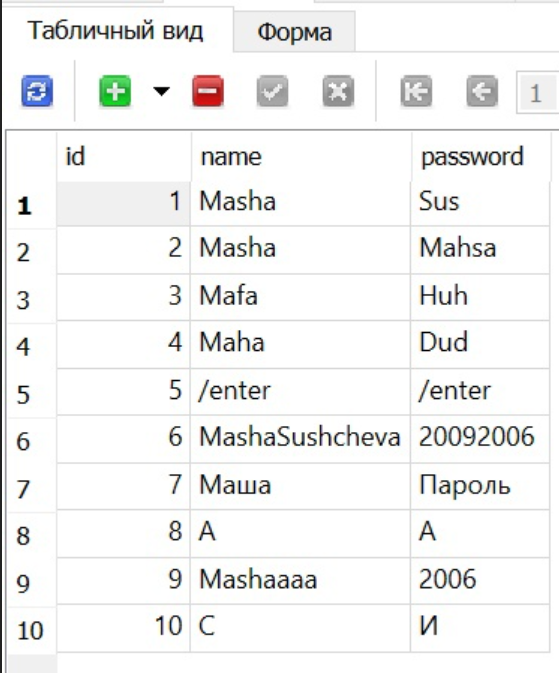 Табличный вид Форма
1
id name password
1 1 Masha Sus
2 2 Masha Mahsa
3 3 Mafa Huh
4 4 Maha Dud
5 5 /enter /enter
6 6 MashaSushcheva 20092006
7 7 Маша Пароль
8 8 A A
9 9 Mashaaaa 2006
10 10 С И